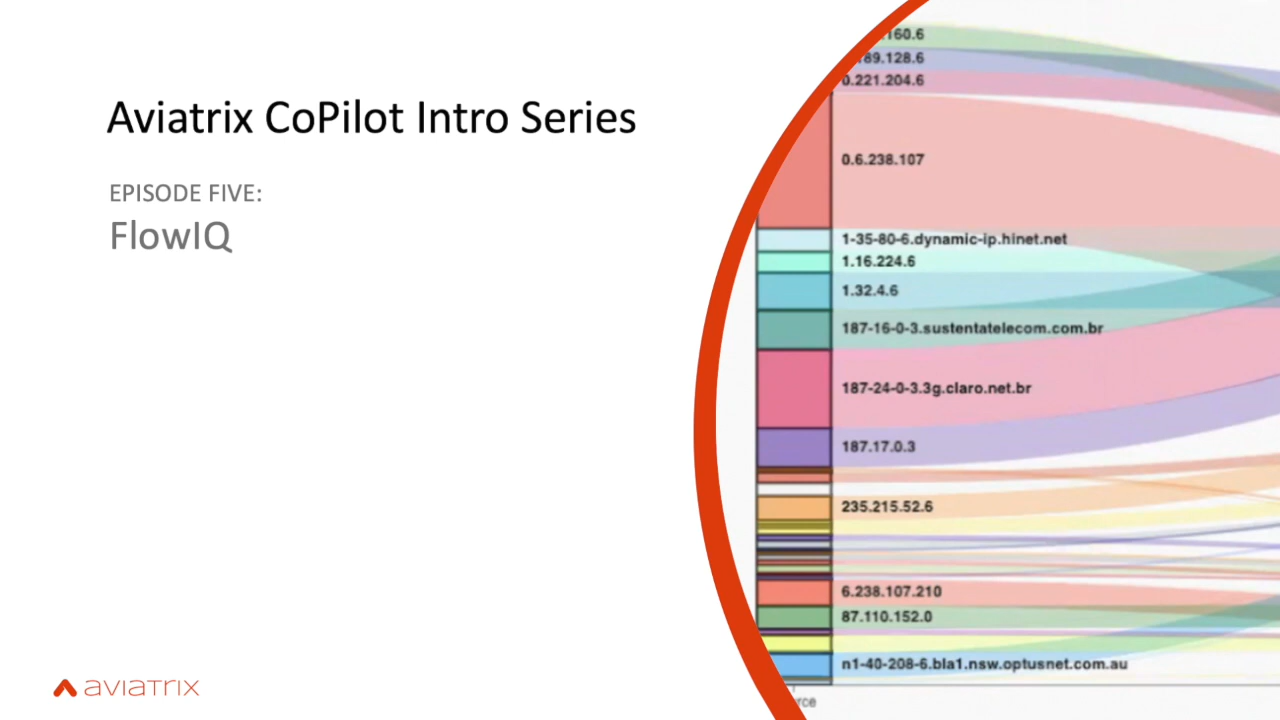 Aviatrix CoPilot Intro Series
EPISODE FIVE:
FlowIQ
160.6
189.128.6
0.221.204.6
0.6.238.107
1-35-80-6.dynamic-ip.hinet.net
1.16.224.6
1.32.4.6
187-16-0-3.sustentatelecom.com.br
187-24-0-3.3g.claro.net.br
187.17.0.3
235.215.52.6
6.238.107.210
87.110.152.0
n1-40-208-6.bla1.nsw.optusnet.com.au
rce
aviatrix